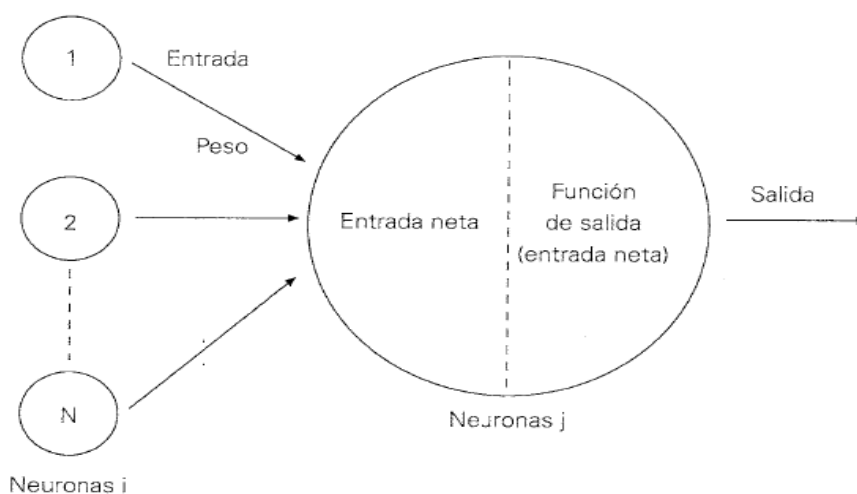 1
Entrada
Peso
2
Entrada neta
Función
de salida
(entrada neta)
Salida
N
Neuronas j
Neuronas i